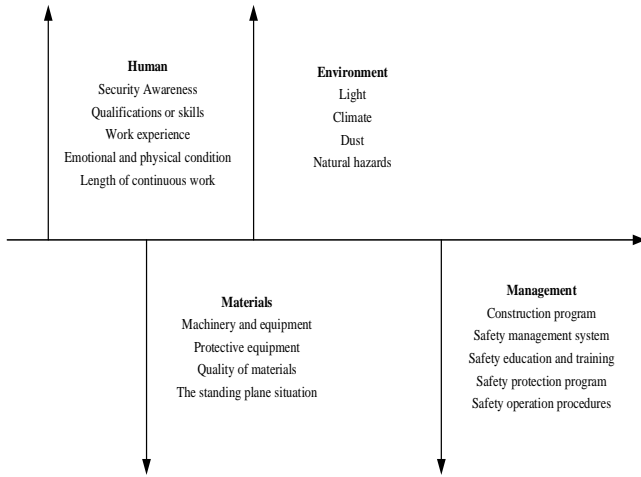 Human
Security Awareness
Qualifications or skills
Work experience
Emotional and physical condition
Length of continuous work
Environment
Light
Climate
Dust
Natural hazards
Materials
Machinery and equipment
Protective equipment
Quality of materials
The standing plane situation
Management
Construction program
Safety management system
Safety education and training
Safety protection program
Safety operation procedures